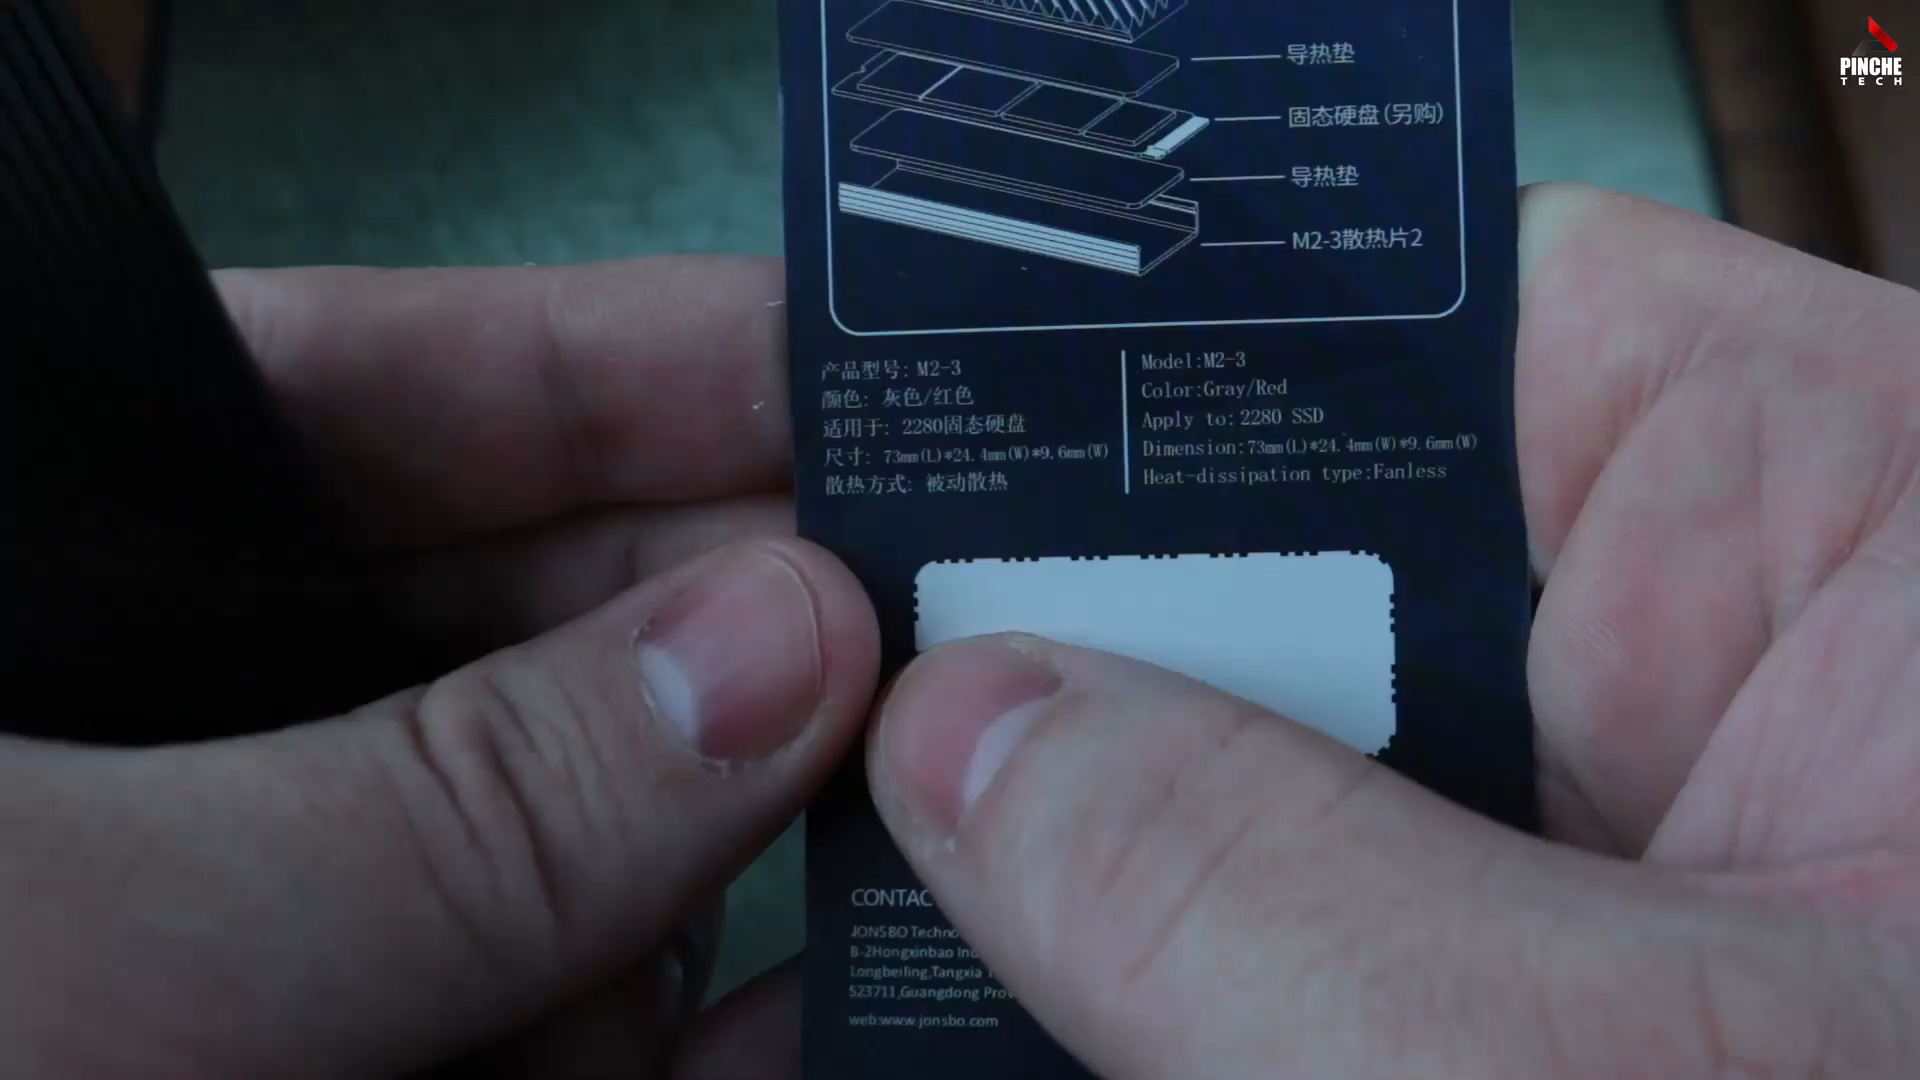 PINCHE
TECH
导热垫
固态硬盘(另购)
导热垫
M2-3散热片2
产品型号: M2-3
颜色: 灰色/红色
适用于: 2280固态硬盘
尺寸: 73mm(L)*24.4mm(W)*9.6mm(W)
散热方式: 被动散热
Model:M2-3
Color:Gray/Red
Apply to:2280 SSD
Dimension:73mm(L)*24.4mm(W)*9.6mm(W)
Heat-dissipation type:Fanless
JONSBO
B-2Hongxinbao
Longbeiling,Tangxia
523711,Guangdong
web:www.jonsbo.com